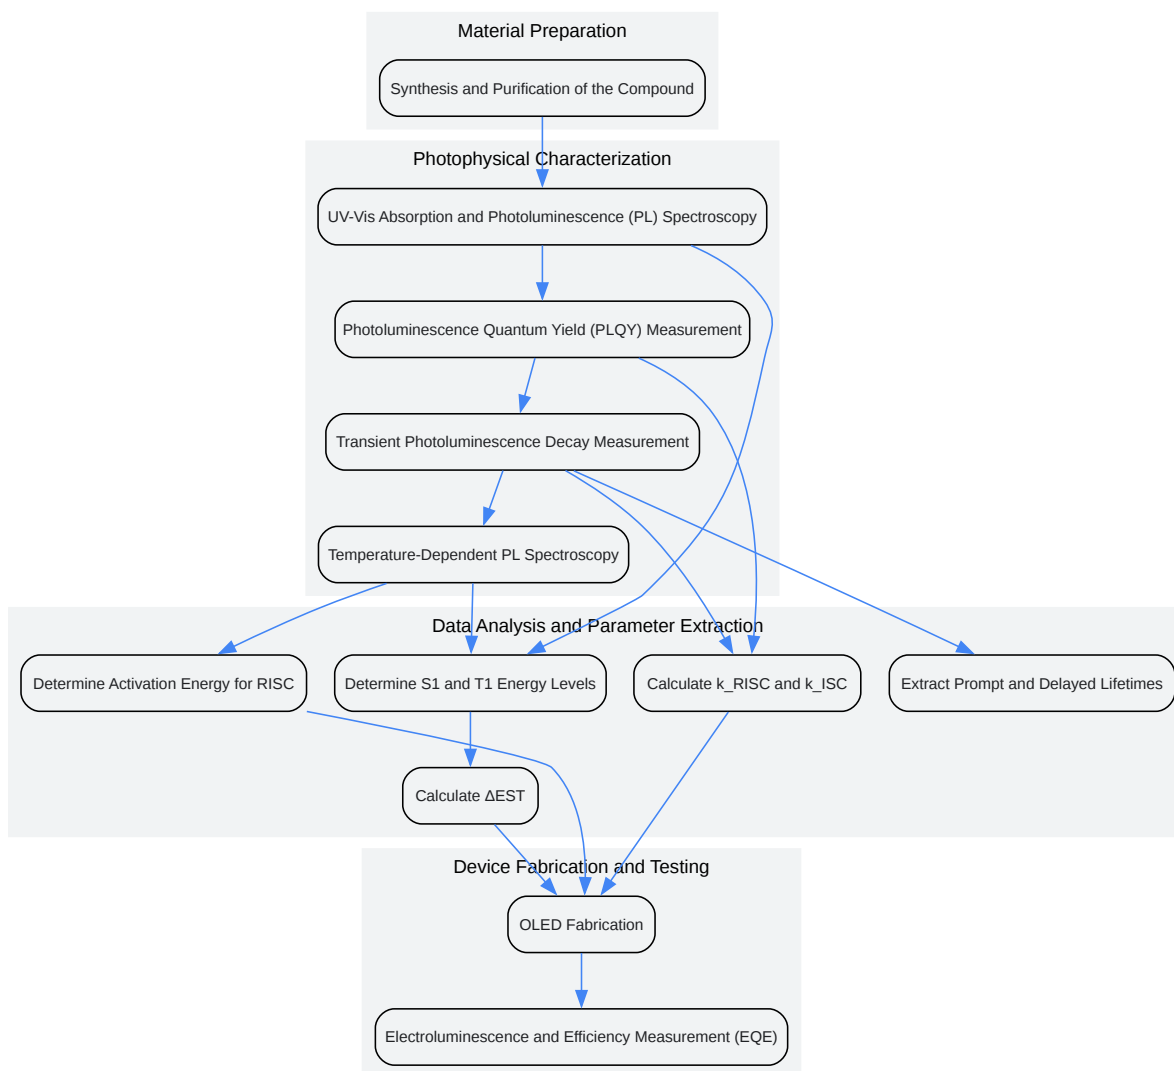 Material Preparation
Synthesis and Purification of the Compound
Photophysical Characterization
UV-Vis Absorption and Photoluminescence (PL) Spectroscopy
Photoluminescence Quantum Yield (PLQY) Measurement
Transient Photoluminescence Decay Measurement
Temperature-Dependent PL Spectroscopy
Data Analysis and Parameter Extraction
Determine Activation Energy for RISC
Determine S1 and T1 Energy Levels
Calculate k_RISC and k_ISC
Extract Prompt and Delayed Lifetimes
Calculate ΔEST
Device Fabrication and Testing
OLED Fabrication
Electroluminescence and Efficiency Measurement (EQE)